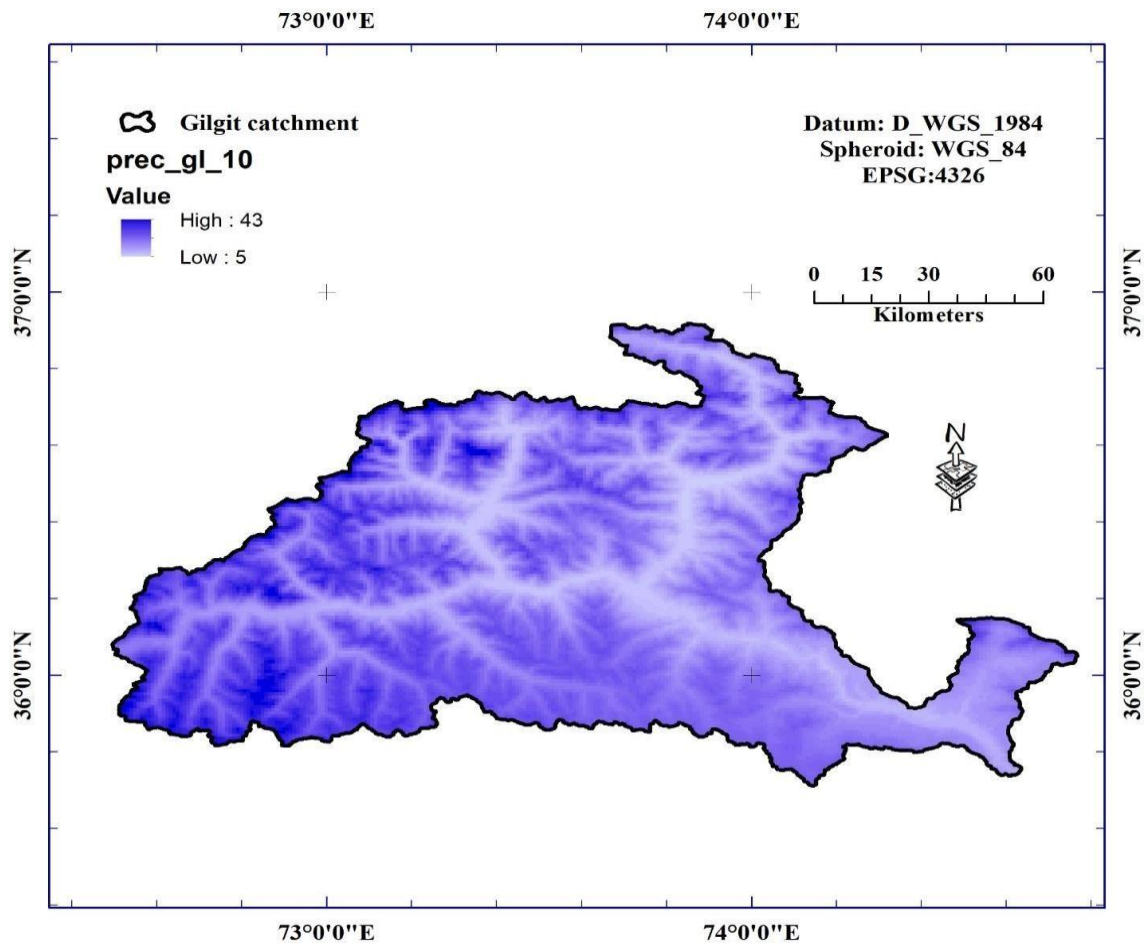 73°0'0"E 74°0'0"E
Gilgit catchment
prec_gl_10
Value
High : 43
Low : 5
Datum: D_WGS_1984
Spheroid: WGS_84
EPSG:4326
0 15 30 60
Kilometers
37°0'0"N 37°0'0"N
N
36°0'0"N 36°0'0"N
73°0'0"E 74°0'0"E